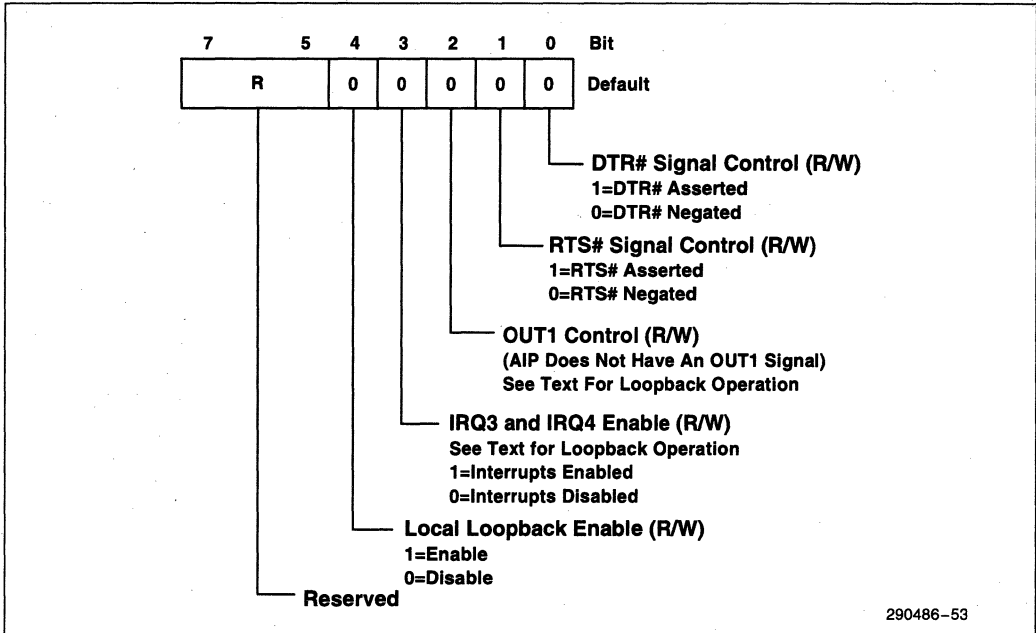 7 5 4 3 2 1 0 Bit
R 0 0 0 0 0 Default
DTR# Signal Control (R/W)
1=DTR# Asserted
0=DTR# Negated
RTS# Signal Control (R/W)
1=RTS# Asserted
0=RTS# Negated
OUT1 Control (R/W)
(AIP Does Not Have An OUT1 Signal)
See Text For Loopback Operation
IRQ3 and IRQ4 Enable (R/W)
See Text for Loopback Operation
1=Interrupts Enabled
0=Interrupts Disabled
Local Loopback Enable (R/W)
1=Enable
0=Disable
Reserved
290486-53